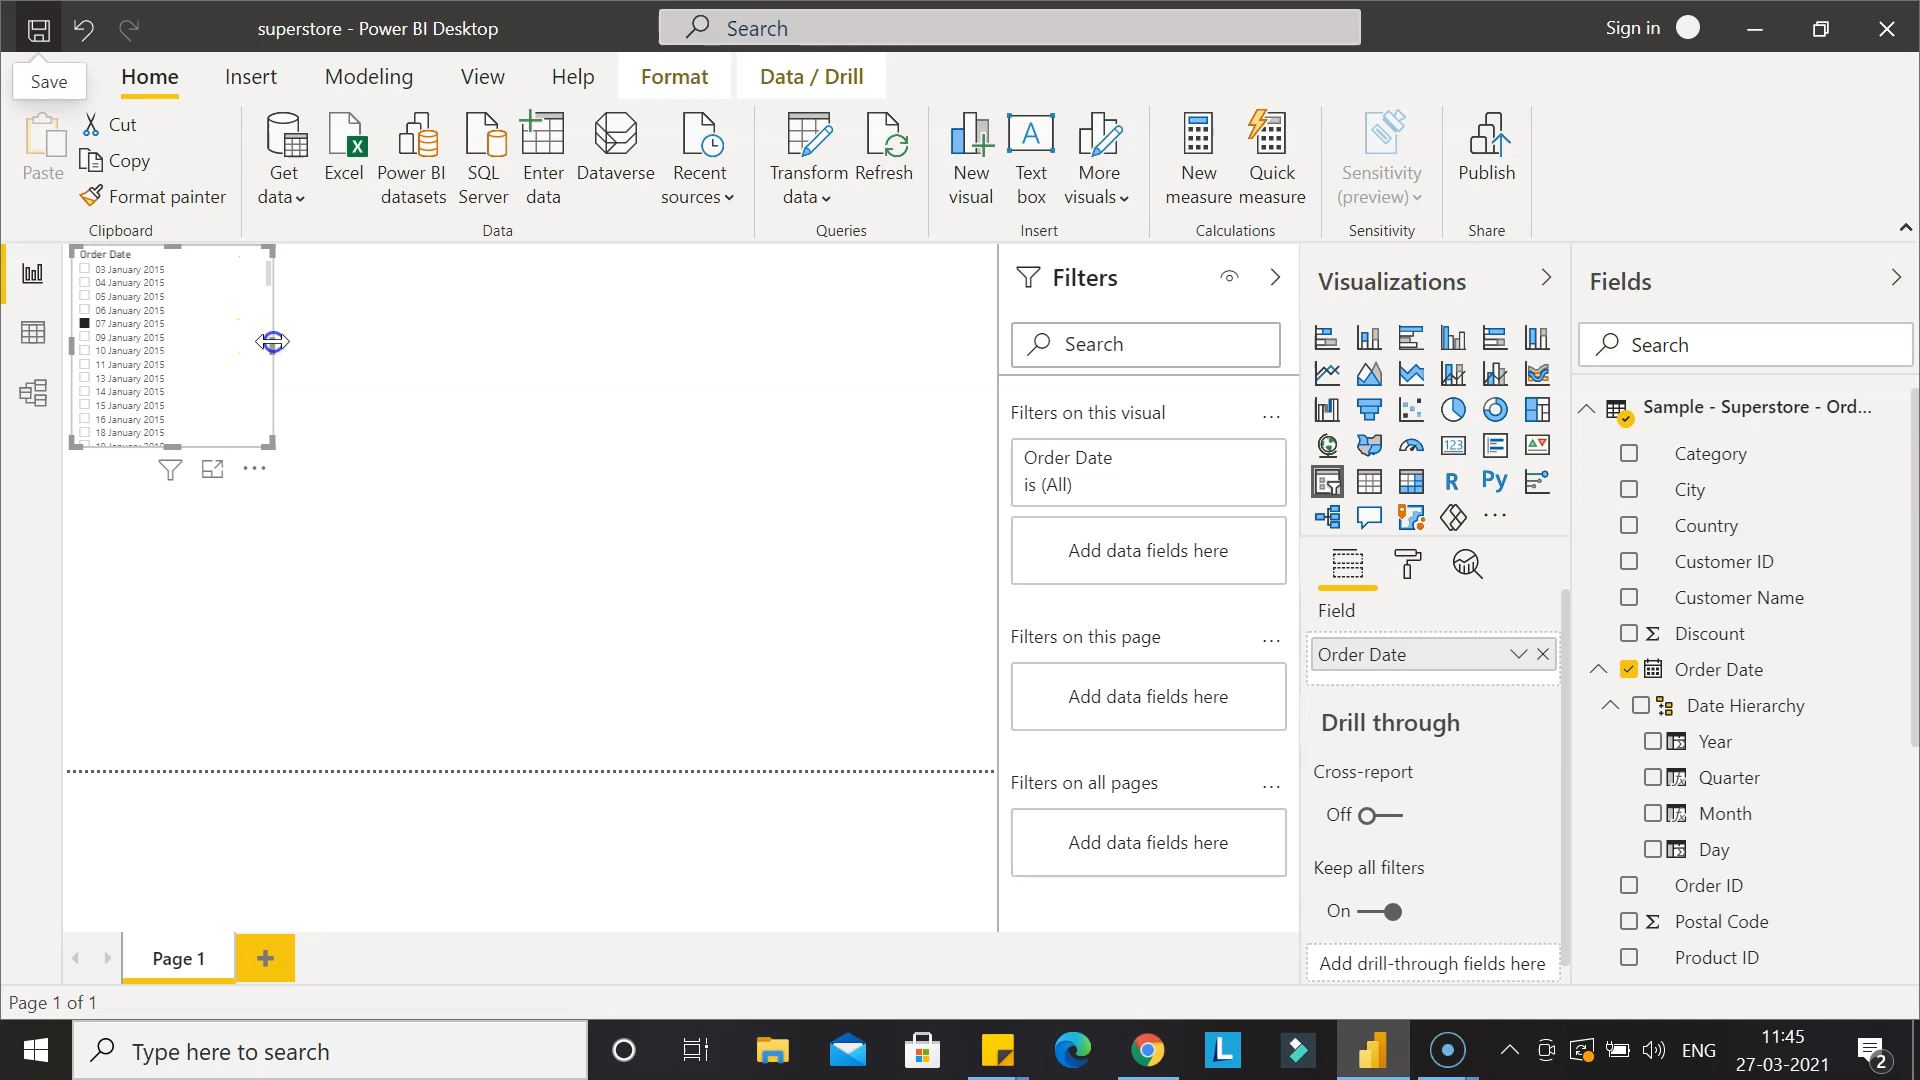 superstore - Power BI Desktop
Search
Sign in
Save
Home
Insert
Modeling
View
Help
Format
Data / Drill
Paste
Cut
Copy
Format painter
Clipboard
Get data
Excel
Power BI datasets
SQL Server
Enter data
Dataverse
Recent sources
Data
Transform data
Refresh
Queries
New visual
Text box
A
More visuals
Insert
New measure
Quick measure
Calculations
Sensitivity (preview)
Sensitivity
Publish
Share
Order Date
03 January 2015
04 January 2015
05 January 2015
06 January 2015
07 January 2015
09 January 2015
10 January 2015
11 January 2015
13 January 2015
14 January 2015
15 January 2015
16 January 2015
18 January 2015
Filters
Search
Filters on this visual
...
Order Date
is (All)
Add data fields here
Filters on this page
...
Add data fields here
Filters on all pages
...
Add data fields here
Visualizations
123
R
Py
...
Field
Order Date
Drill through
Cross-report
Off
Keep all filters
On
Add drill-through fields here
Fields
Search
Sample - Superstore - Ord...
Category
City
Country
Customer ID
Customer Name
Σ Discount
Order Date
Date Hierarchy
Year
Quarter
Month
Day
Order ID
Σ Postal Code
Product ID
Page 1
+
Page 1 of 1
Type here to search
L
ENG
11:45
27-03-2021
2